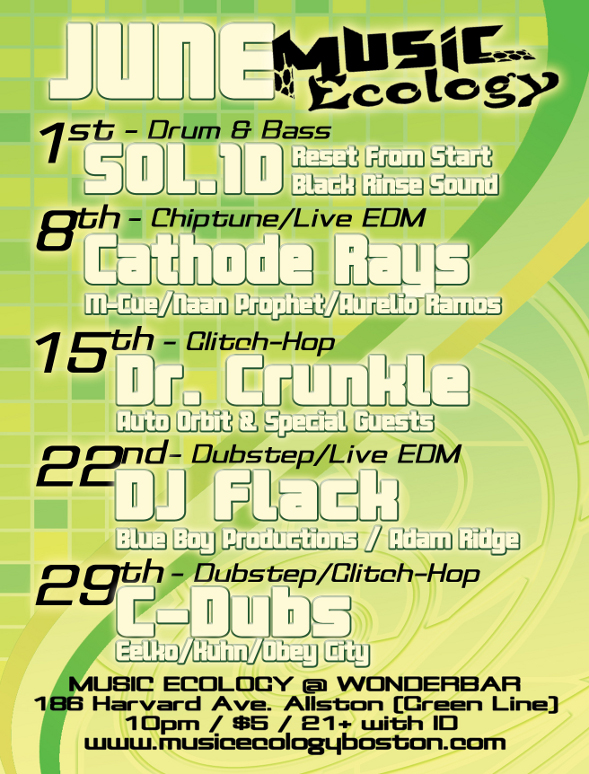 JUNE Music Ecology
1st - Drum & Bass
SOL.1D
Reset From Start
Black Rinse Sound
8th - Chiptune/Live EDM
Cathode Rays
M-Cue/Naan Prophet/Aurelio Ramos
15th - Glitch-Hop
Dr. Crunkle
Auto Orbit & Special Guests
22nd - Dubstep/Live EDM
DJ Flack
Blue Boy Productions / Adam Ridge
29th - Dubstep/Glitch-Hop
C-Dubs
Eelko/Kuhn/Obey City
MUSIC ECOLOGY @ WONDERBAR
186 Harvard Ave. Allston (Green Line)
10pm / $5 / 21+ with ID
www.musicecologyboston.com